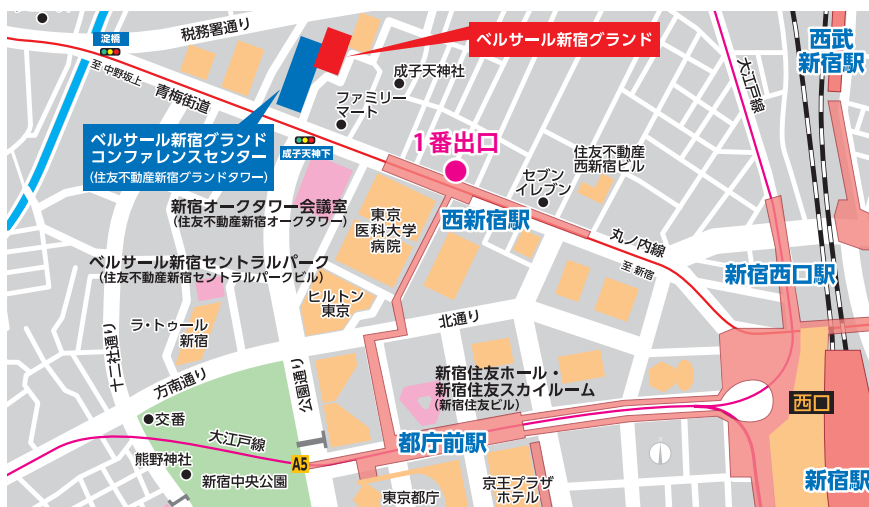 税務署通り
淀橋
至 中野坂上
青梅街道
ベルサール新宿グランド
西武
新宿駅
大江戸線
成子天神社
ファミリー
マート
ベルサール新宿グランド
コンファレンスセンター
(住友不動産新宿グランドタワー)
成子天神下
1番出口
セブン
イレブン
住友不動産
西新宿ビル
新宿オークタワー会議室
(住友不動産新宿オークタワー)
東京
医科大学
病院
西新宿駅
丸ノ内線
至 新宿
新宿西口駅
ベルサール新宿セントラルパーク
(住友不動産新宿セントラルパークビル)
ヒルトン
東京
ラ・トゥール
新宿
北通り
十二社通り
方南通り
公園通り
新宿住友ホール・
新宿住友スカイルーム
(新宿住友ビル)
西口
交番
大江戸線
都庁前駅
A5
熊野神社
新宿中央公園
東京都庁
京王プラザ
ホテル
新宿駅